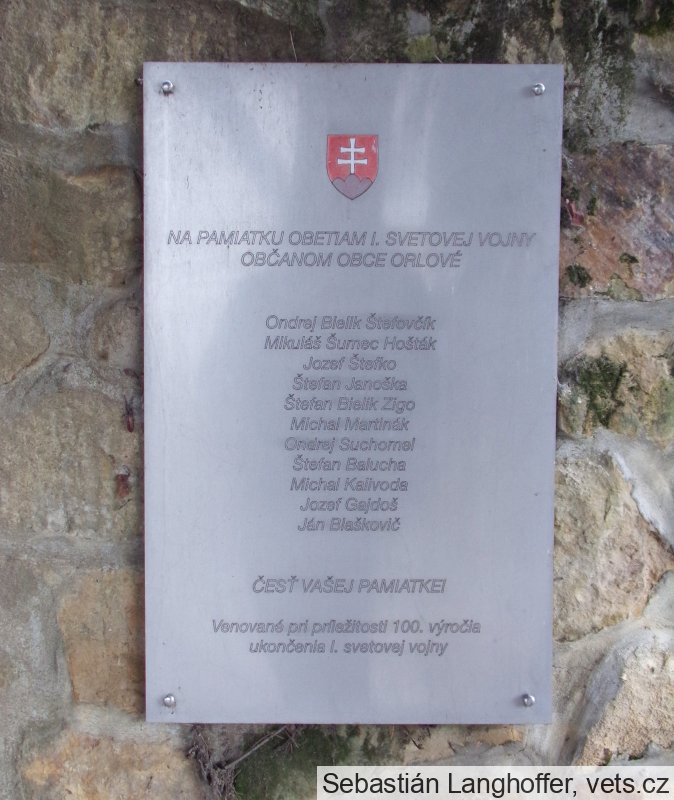 NA PAMIATKU OBETIAM I. SVETOVEJ VOJNY
OBČANOM OBCE ORLOVÉ
Ondrej Bielik Štefovčík
Mikuláš Šumec Hošták
Jozef Štefko
Štefan Janoška
Štefan Bielik Zigo
Michal Martinák
Ondrej Suchomel
Štefan Balucha
Michal Kalivoda
Jozef Gajdoš
Ján Blaškovič
ČESŤ VAŠEJ PAMIATKE!
Venované pri príležitosti 100. výročia
ukončenia I. svetovej vojny
Sebastián Langhoffer, vets.cz